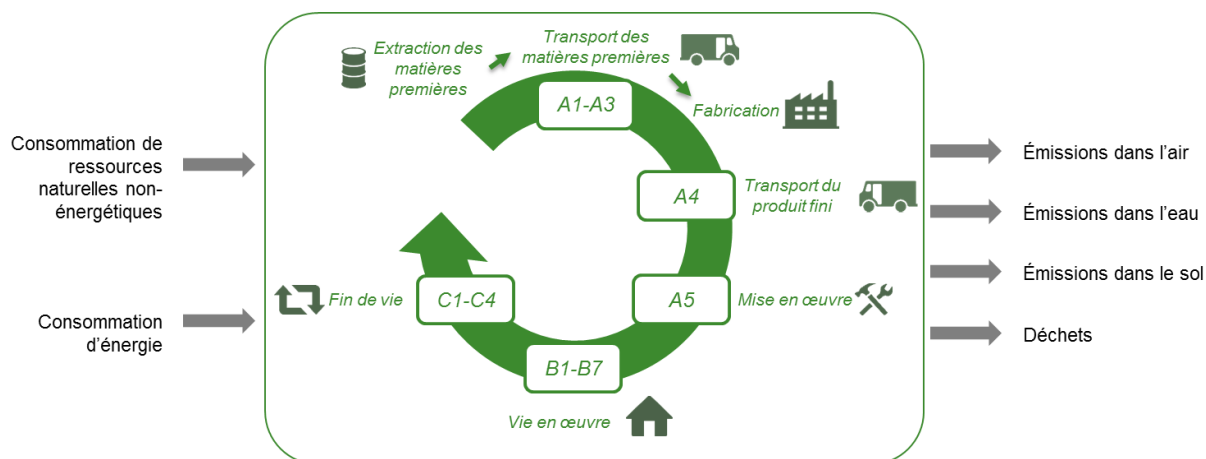 Consommation de
ressources
naturelles non-
énergétiques
Consommation
d’énergie
Extraction des
matières
premières
Transport des
matières premières
Fabrication
A1-A3
A4
Transport du
produit fini
A5
Mise en œuvre
B1-B7
Vie en œuvre
C1-C4
Fin de vie
Émissions dans l’air
Émissions dans l’eau
Émissions dans le sol
Déchets